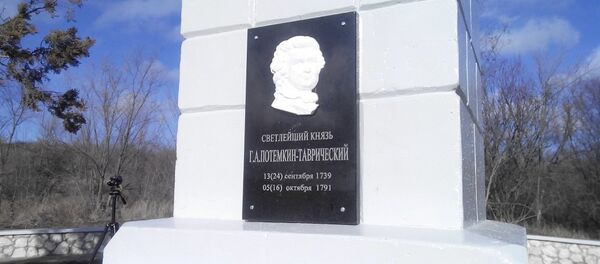 СВЕТЛЕЙШИЙ КНЯЗЬ
Г.А.ПОТЕМКИН-ТАВРИЧЕСКИЙ
13(24) сентября 1739
05(16) октября 1791